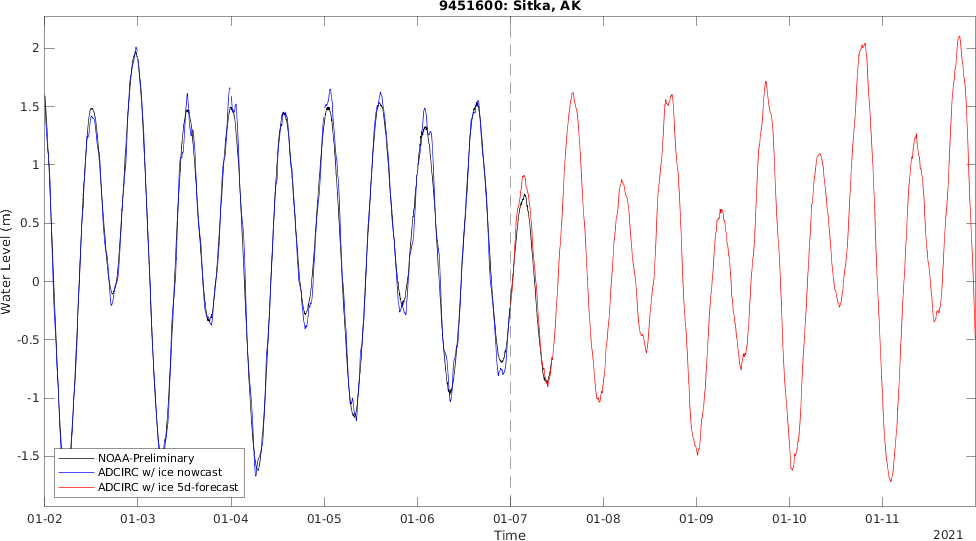 9451600: Sitka, AK
Water Level (m)
2
1.5
1
0.5
0
-0.5
-1
-1.5
NOAA-Preliminary
ADCIRC w/ ice nowcast
ADCIRC w/ ice 5d-forecast
01-02 01-03 01-04 01-05 01-06 01-07 01-08 01-09 01-10 01-11
Time
2021